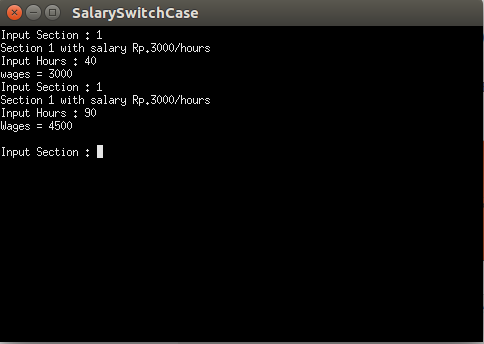 SalarySwitchCase
Input Section : 1
Section 1 with salary Rp.3000/hours
Input Hours : 40
wages = 3000
Input Section : 1
Section 1 with salary Rp.3000/hours
Input Hours : 90
Wages = 4500
Input Section :